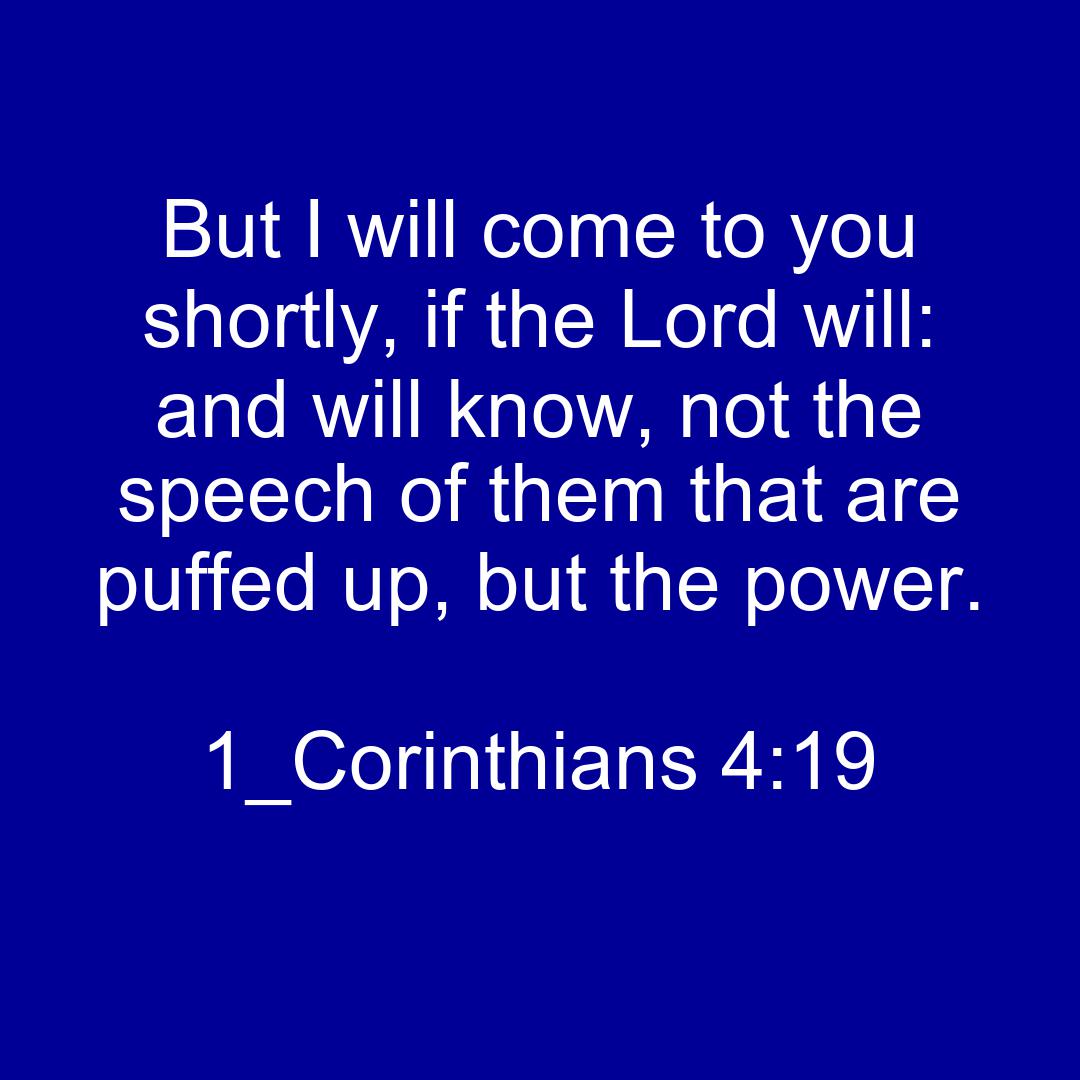 But I will come to you
shortly, if the Lord will:
and will know, not the
speech of them that are
puffed up, but the power.
1_Corinthians 4:19